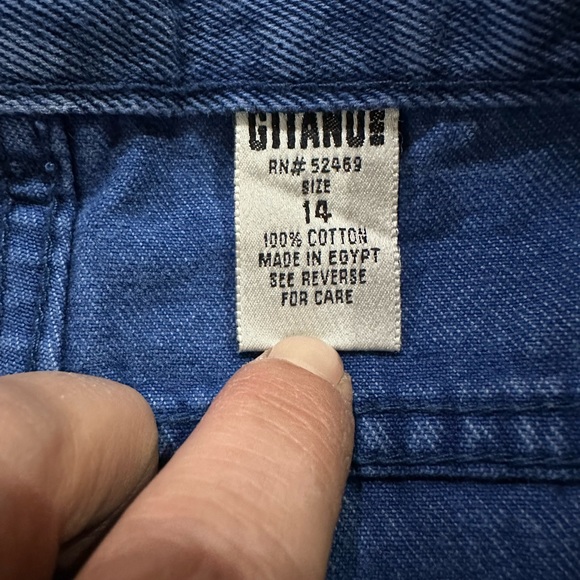 GITANO
RN# 52469
SIZE
14
100% COTTON
MADE IN EGYPT
SEE REVERSE
FOR CARE